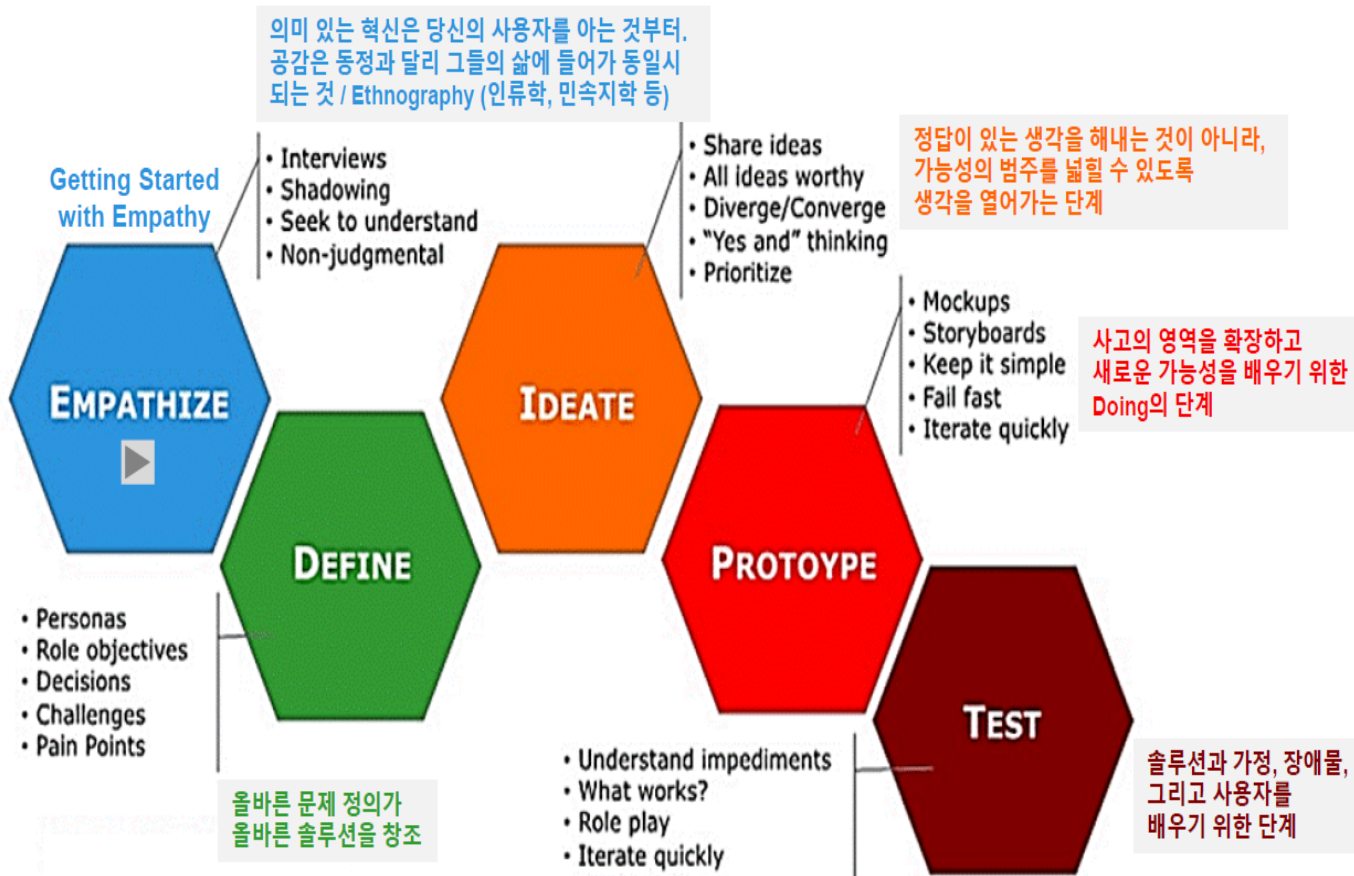 의미 있는 혁신은 당신의 사용자를 아는 것부터.
공감은 동정과 달리 그들의 삶에 들어가 동일시
되는 것 / Ethnography (인류학, 민속지학 등)
Getting Started
with Empathy
• Interviews
• Shadowing
• Seek to understand
• Non-judgmental
EMPATHIZE
• Personas
• Role objectives
• Decisions
• Challenges
• Pain Points
DEFINE
올바른 문제 정의가
올바른 솔루션을 창조
• Share ideas
• All ideas worthy
• Diverge/Converge
• "Yes and" thinking
• Prioritize
정답이 있는 생각을 해내는 것이 아니라,
가능성의 범주를 넓힐 수 있도록
생각을 열어가는 단계
IDEATE
• Mockups
• Storyboards
• Keep it simple
• Fail fast
• Iterate quickly
사고의 영역을 확장하고
새로운 가능성을 배우기 위한
Doing의 단계
PROTOYPE
• Understand impediments
• What works?
• Role play
• Iterate quickly
TEST
솔루션과 가정, 장애물,
그리고 사용자를
배우기 위한 단계